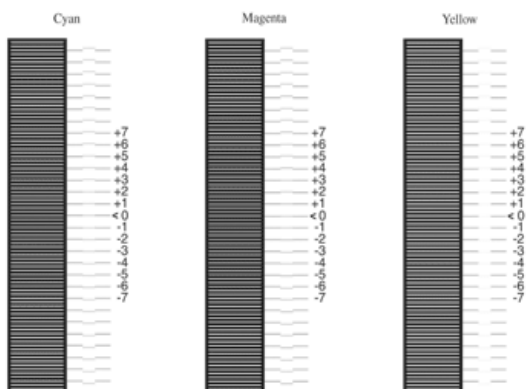 Cyan Magenta Yellow
+7 +7 +7
+6 +6 +6
+5 +5 +5
+4 +4 +4
+3 +3 +3
+2 +2 +2
+1 +1 +1
<0 <0 <0
-1 -1 -1
-2 -2 -2
-3 -3 -3
-4 -4 -4
-5 -5 -5
-6 -6 -6
-7 -7 -7